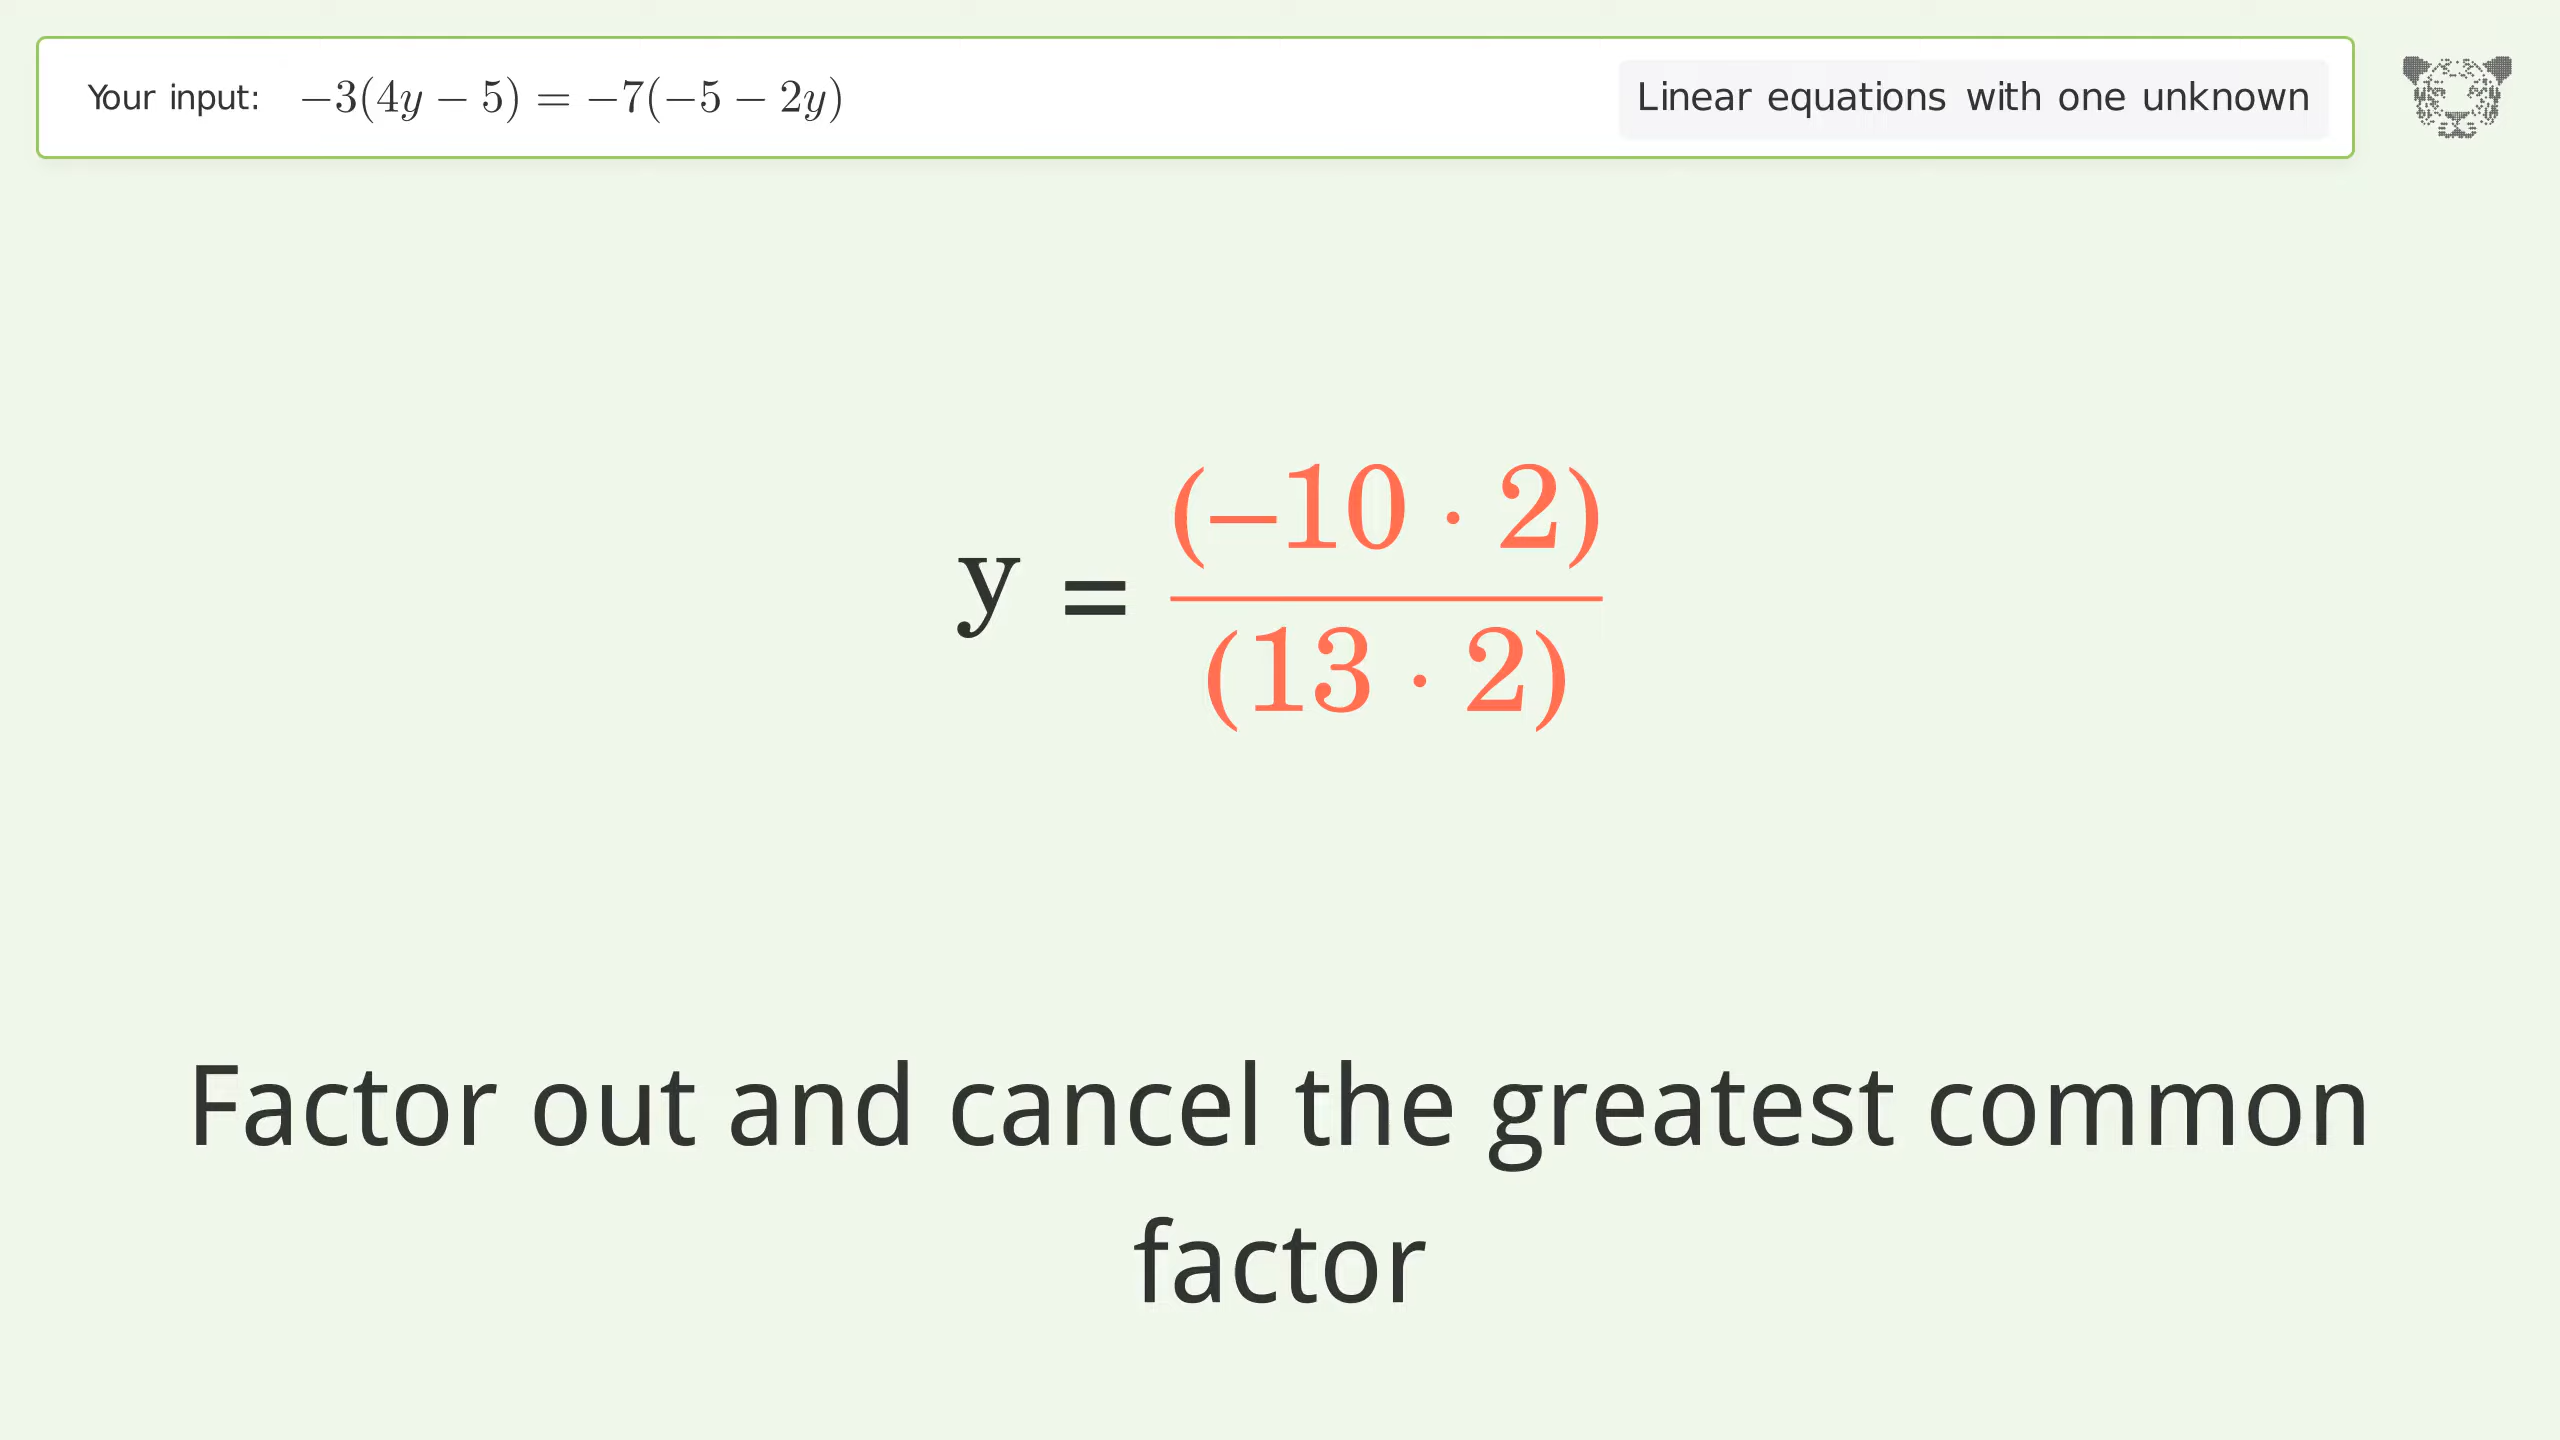 Your input: −3(4y − 5) = −7(−5 − 2y)
Linear equations with one unknown
y = (−10 · 2) / (13 · 2)
Factor out and cancel the greatest common
factor